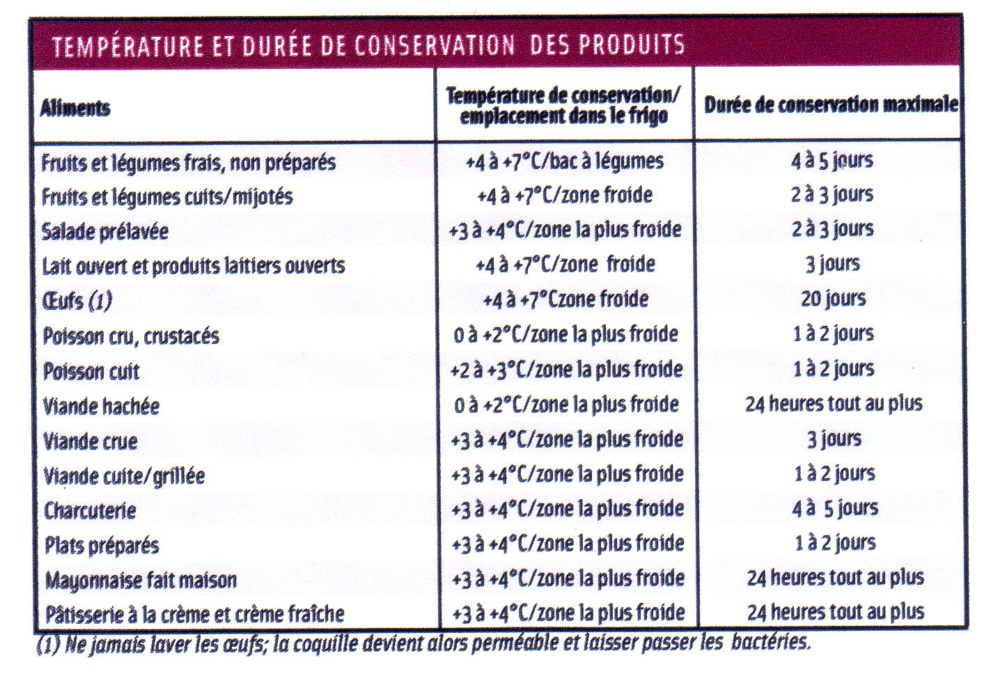 TEMPÉRATURE ET DURÉE DE CONSERVATION DES PRODUITS
Aliments
Température de conservation/
emplacement dans le frigo
Durée de conservation maximale
Fruits et légumes frais, non préparés +4 à +7°C/bac à légumes 4 à 5 jours
Fruits et légumes cuits/mijotés +4 à +7°C/zone froide 2 à 3 jours
Salade prélavée +3 à +4°C/zone la plus froide 2 à 3 jours
Lait ouvert et produits laitiers ouverts +4 à +7°C/zone froide 3 jours
Œufs (1) +4 à +7°Czone froide 20 jours
Poisson cru, crustacés 0 à +2°C/zone la plus froide 1 à 2 jours
Poisson cuit +2 à +3°C/zone la plus froide 1 à 2 jours
Viande hachée 0 à +2°C/zone la plus froide 24 heures tout au plus
Viande crue +3 à +4°C/zone la plus froide 3 jours
Viande cuite/grillée +3 à +4°C/zone la plus froide 1 à 2 jours
Charcuterie +3 à +4°C/zone la plus froide 4 à 5 jours
Plats préparés +3 à +4°C/zone la plus froide 1 à 2 jours
Mayonnaise fait maison +3 à +4°C/zone la plus froide 24 heures tout au plus
Pâtisserie à la crème et crème fraîche +3 à +4°C/zone la plus froide 24 heures tout au plus
(1) Ne jamais laver les œufs; la coquille devient alors perméable et laisser passer les bactéries.